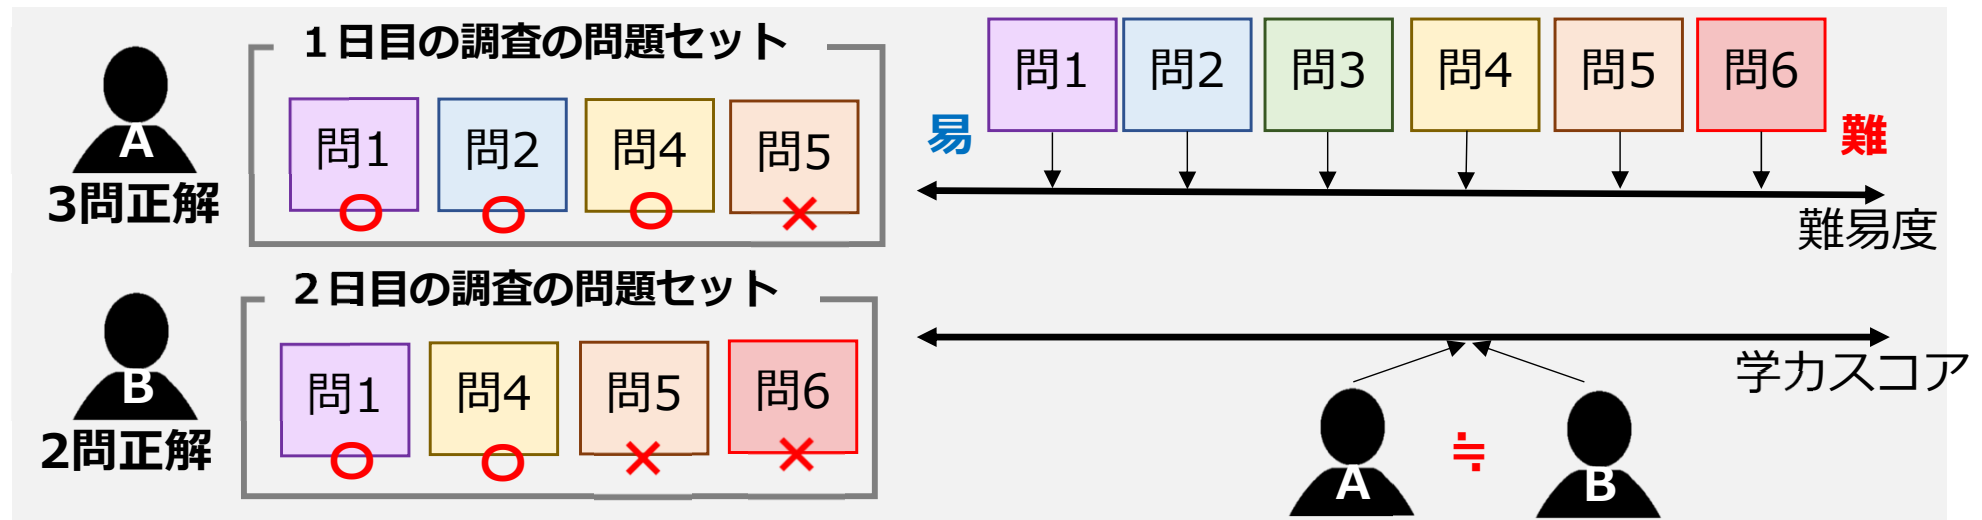 １日目の調査の問題セット
問1
問2
問4
問5
○
○
○
×
A
3問正解
２日目の調査の問題セット
問1
問4
問5
問6
○
○
×
×
B
2問正解
問1
問2
問3
問4
問5
問6
易
難
難易度
学力スコア
A
≒
B